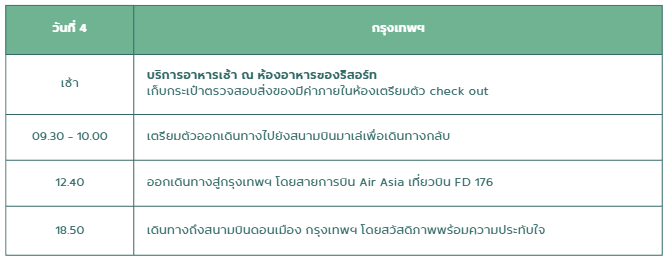 วันที่ 4
กรุงเทพฯ
เช้า
บริการอาหารเช้า ณ ห้องอาหารของรีสอร์ท
เก็บกระเป๋าตรวจสอบสิ่งของมีค่าภายในห้องเตรียมตัว check out
09.30 - 10.00
เตรียมตัวออกเดินทางไปยังสนามบินมาเล่เพื่อเดินทางกลับ
12.40
ออกเดินทางสู่กรุงเทพฯ โดยสายการบิน Air Asia เที่ยวบิน FD 176
18.50
เดินทางถึงสนามบินดอนเมือง กรุงเทพฯ โดยสวัสดิภาพพร้อมความประทับใจ